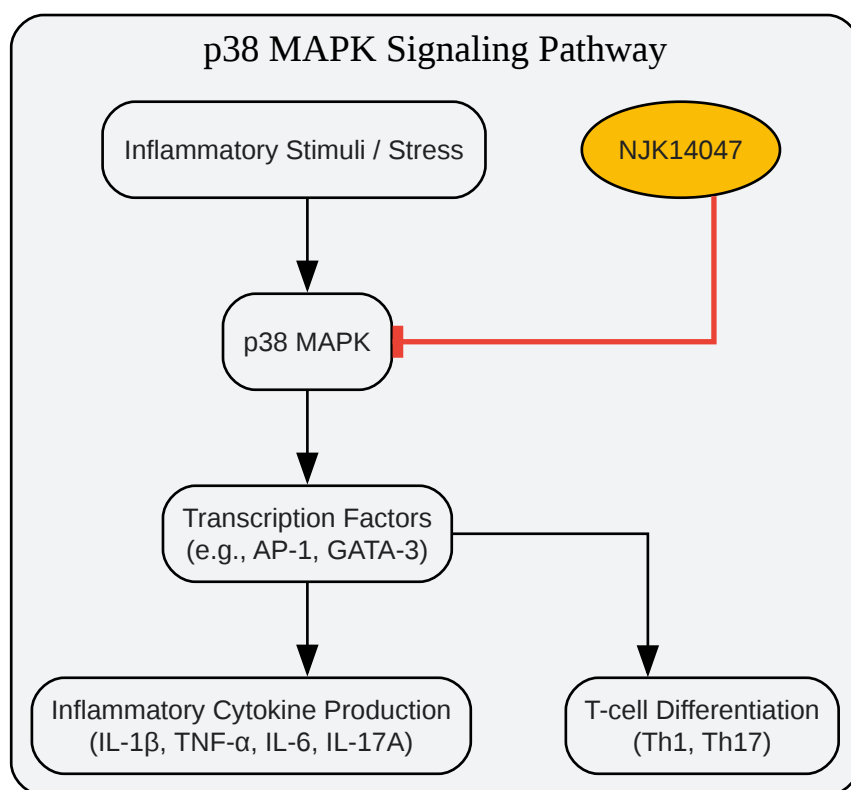 p38 MAPK Signaling Pathway
Inflammatory Stimuli / Stress
NJK14047
p38 MAPK
Transcription Factors
(e.g., AP-1, GATA-3)
Inflammatory Cytokine Production
(IL-1β, TNF-α, IL-6, IL-17A)
T-cell Differentiation
(Th1, Th17)